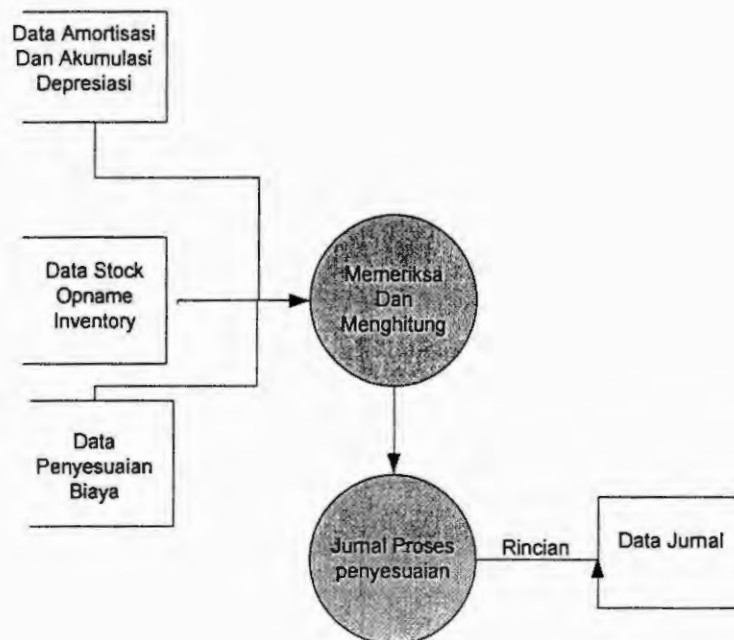 Data Amortisasi
Dan Akumulasi
Depresiasi
Data Stock
Opname
Inventory
Memeriksa
Dan
Menghitung
Data
Penyesuaian
Biaya
Jurnal Proses
penyesuaian
Rincian
Data Jurnal